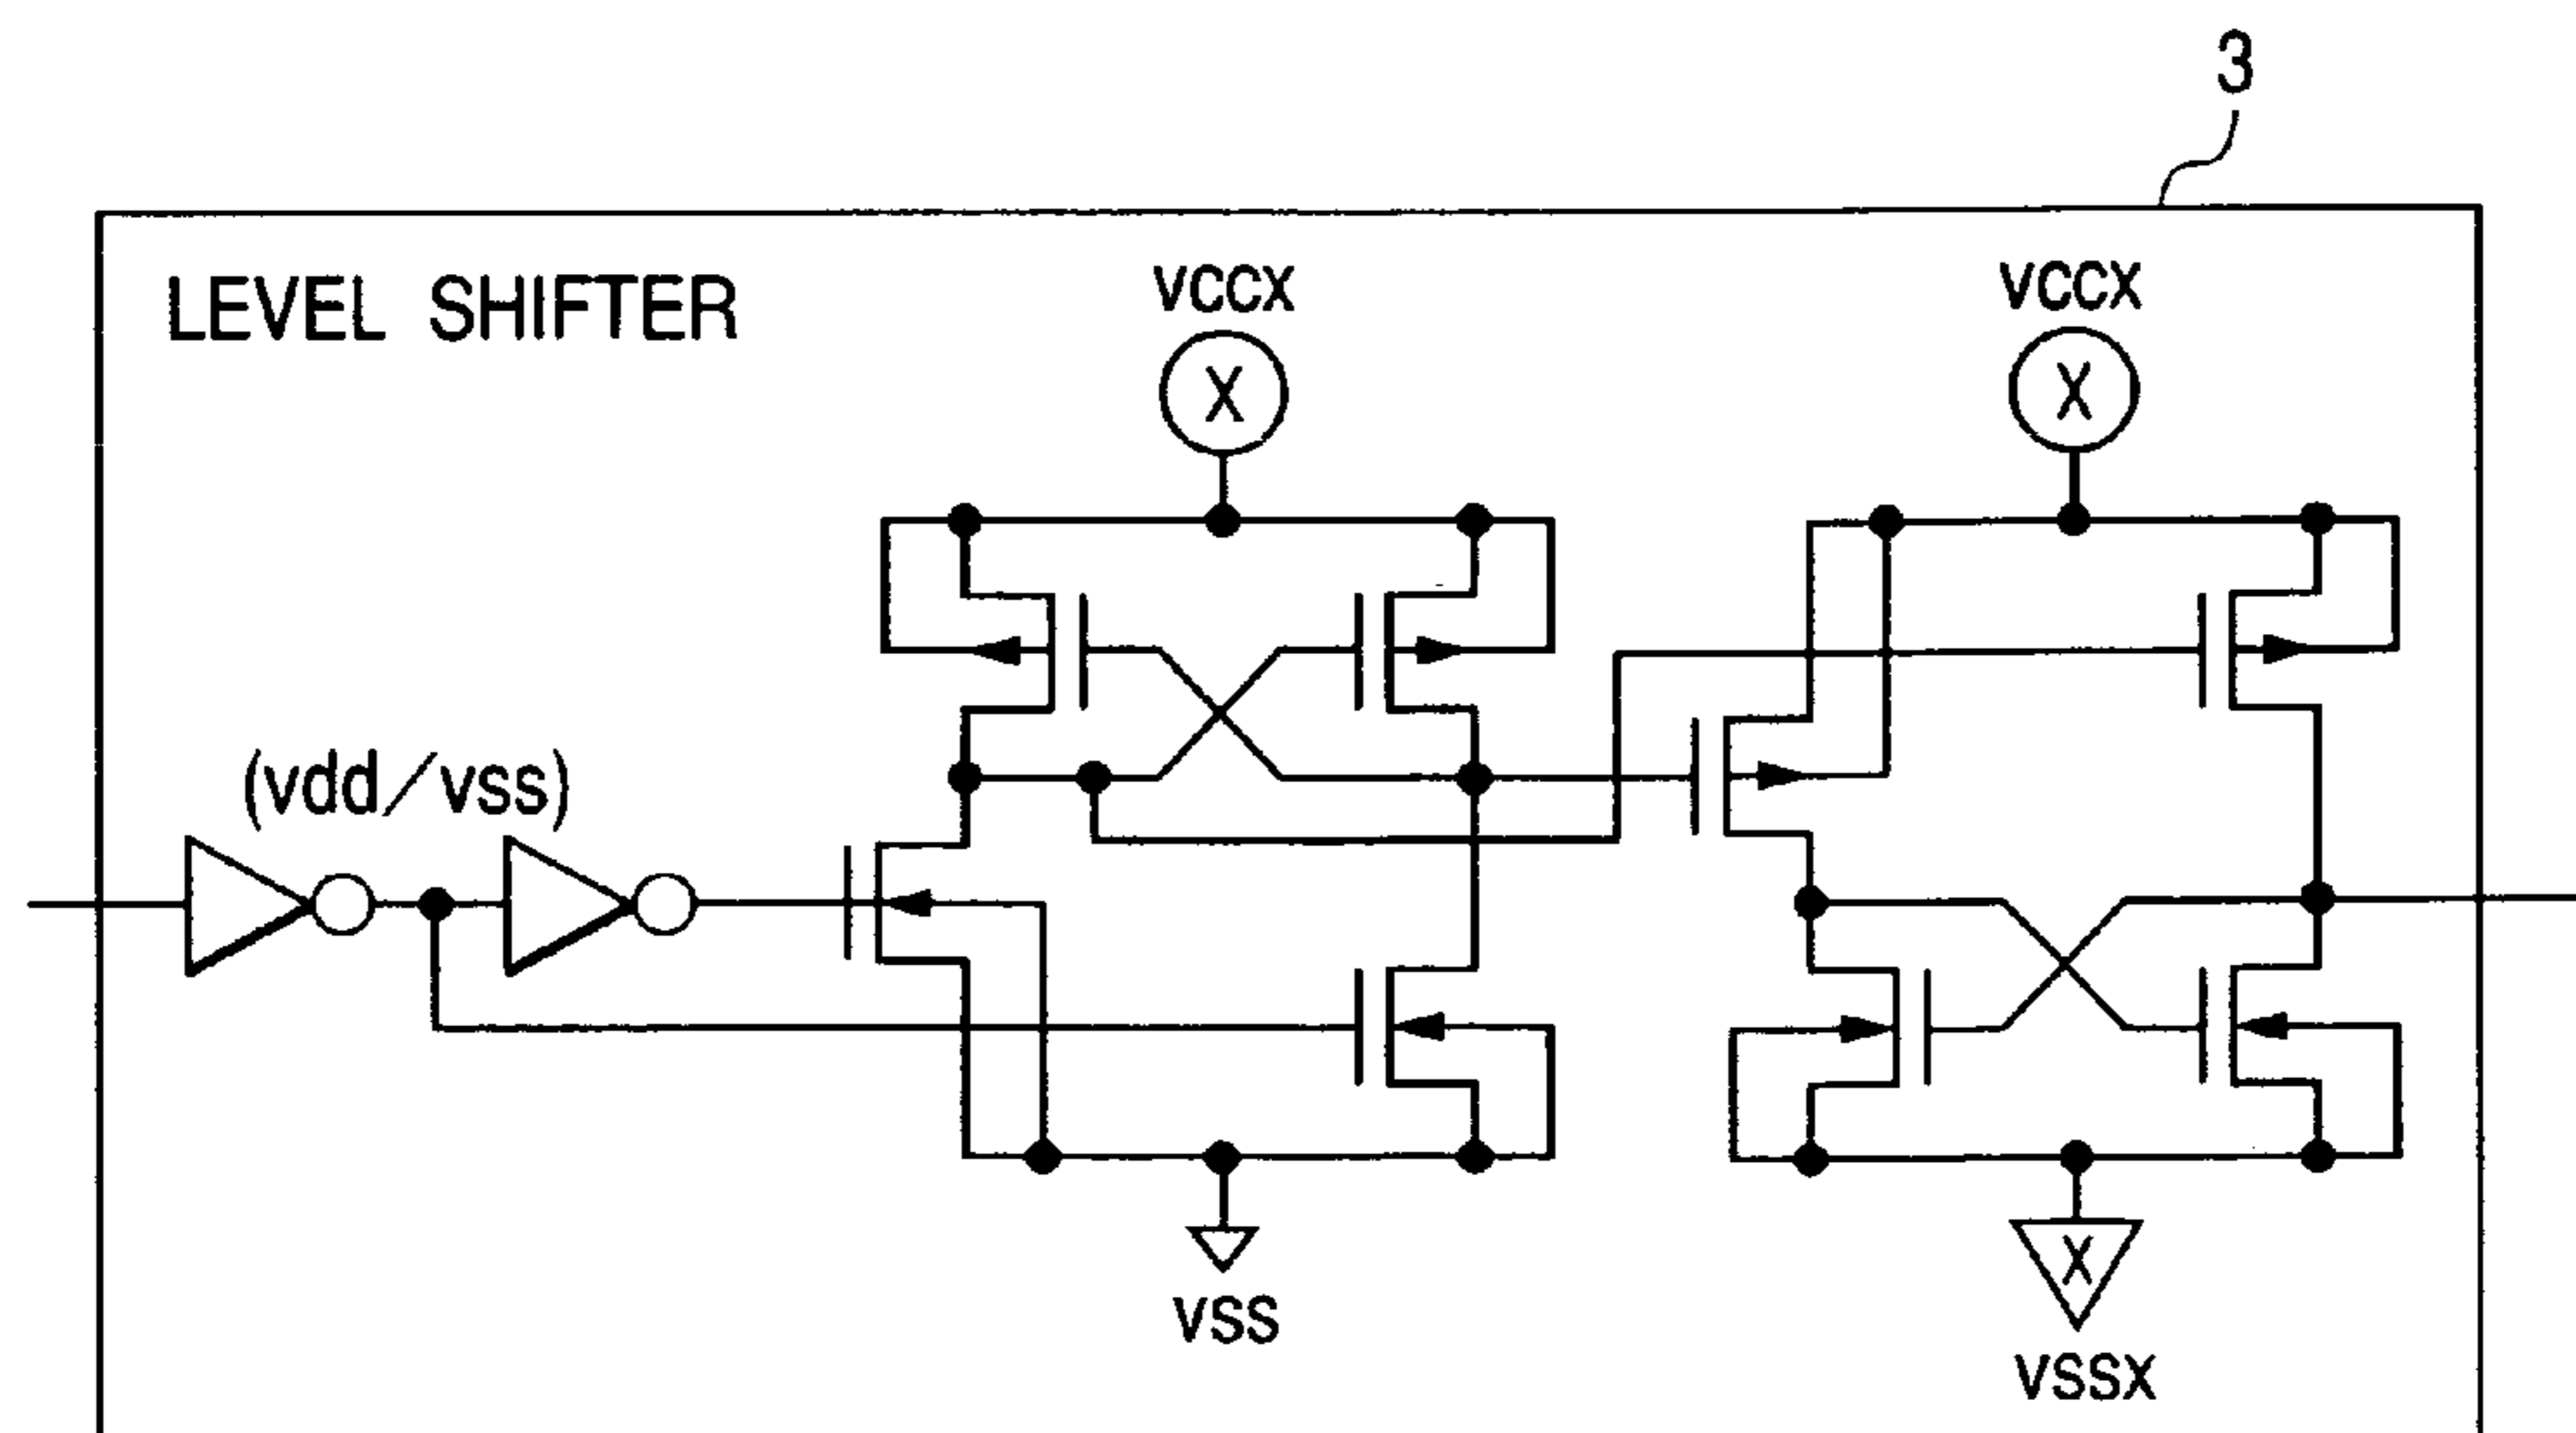 3
LEVEL SHIFTER
vccx
X
vccx
X
(vdd/vss)
vss
X
vssx